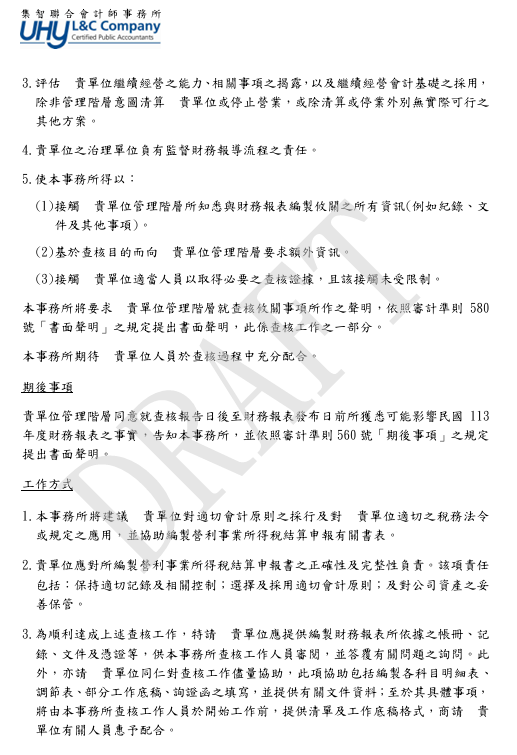 集智聯合會計師事務所
UHY L&C Company
Certified Public Accountants
3.評估　貴單位繼續經營之能力、相關事項之揭露，以及繼續經營會計基礎之採用，
除非管理階層意圖清算　貴單位或停止營業，或除清算或停業外別無實際可行之
其他方案。
4.貴單位之治理單位負有監督財務報導流程之責任。
5.使本事務所得以：
(1)接觸　貴單位管理階層所知悉與財務報表編製攸關之所有資訊(例如紀錄、文
件及其他事項)。
(2)基於查核目的而向　貴單位管理階層要求額外資訊。
(3)接觸　貴單位適當人員以取得必要之查核證據，且該接觸未受限制。
本事務所將要求　貴單位管理階層就查核攸關事項所作之聲明，依照審計準則 580
號「書面聲明」之規定提出書面聲明，此係查核工作之一部分。
本事務所期待　貴單位人員於查核過程中充分配合。
期後事項
貴單位管理階層同意就查核報告日後至財務報表發布日前所獲悉可能影響民國 113
年度財務報表之事實，告知本事務所，並依照審計準則 560 號「期後事項」之規定
提出書面聲明。
工作方式
1.本事務所將建議　貴單位對適切會計原則之採行及對　貴單位適切之稅務法令
或規定之應用，並協助編製營利事業所得稅結算申報有關書表。
2.貴單位應對所編製營利事業所得稅結算申報書之正確性及完整性負責。該項責任
包括：保持適切記錄及相關控制；選擇及採用適切會計原則；及對公司資產之妥
善保管。
3.為順利達成上述查核工作，特請　貴單位應提供編製財務報表所依據之帳冊、記
錄、文件及憑證等，供本事務所查核工作人員審閱，並答覆有關問題之詢問。此
外，亦請　貴單位同仁對查核工作儘量協助，此項協助包括編製各科目明細表、
調節表、部分工作底稿、詢證函之填寫，並提供有關文件資料；至於其具體事項，
將由本事務所查核工作人員於開始工作前，提供清單及工作底稿格式，商請　貴
單位有關人員惠予配合。
DRAFT